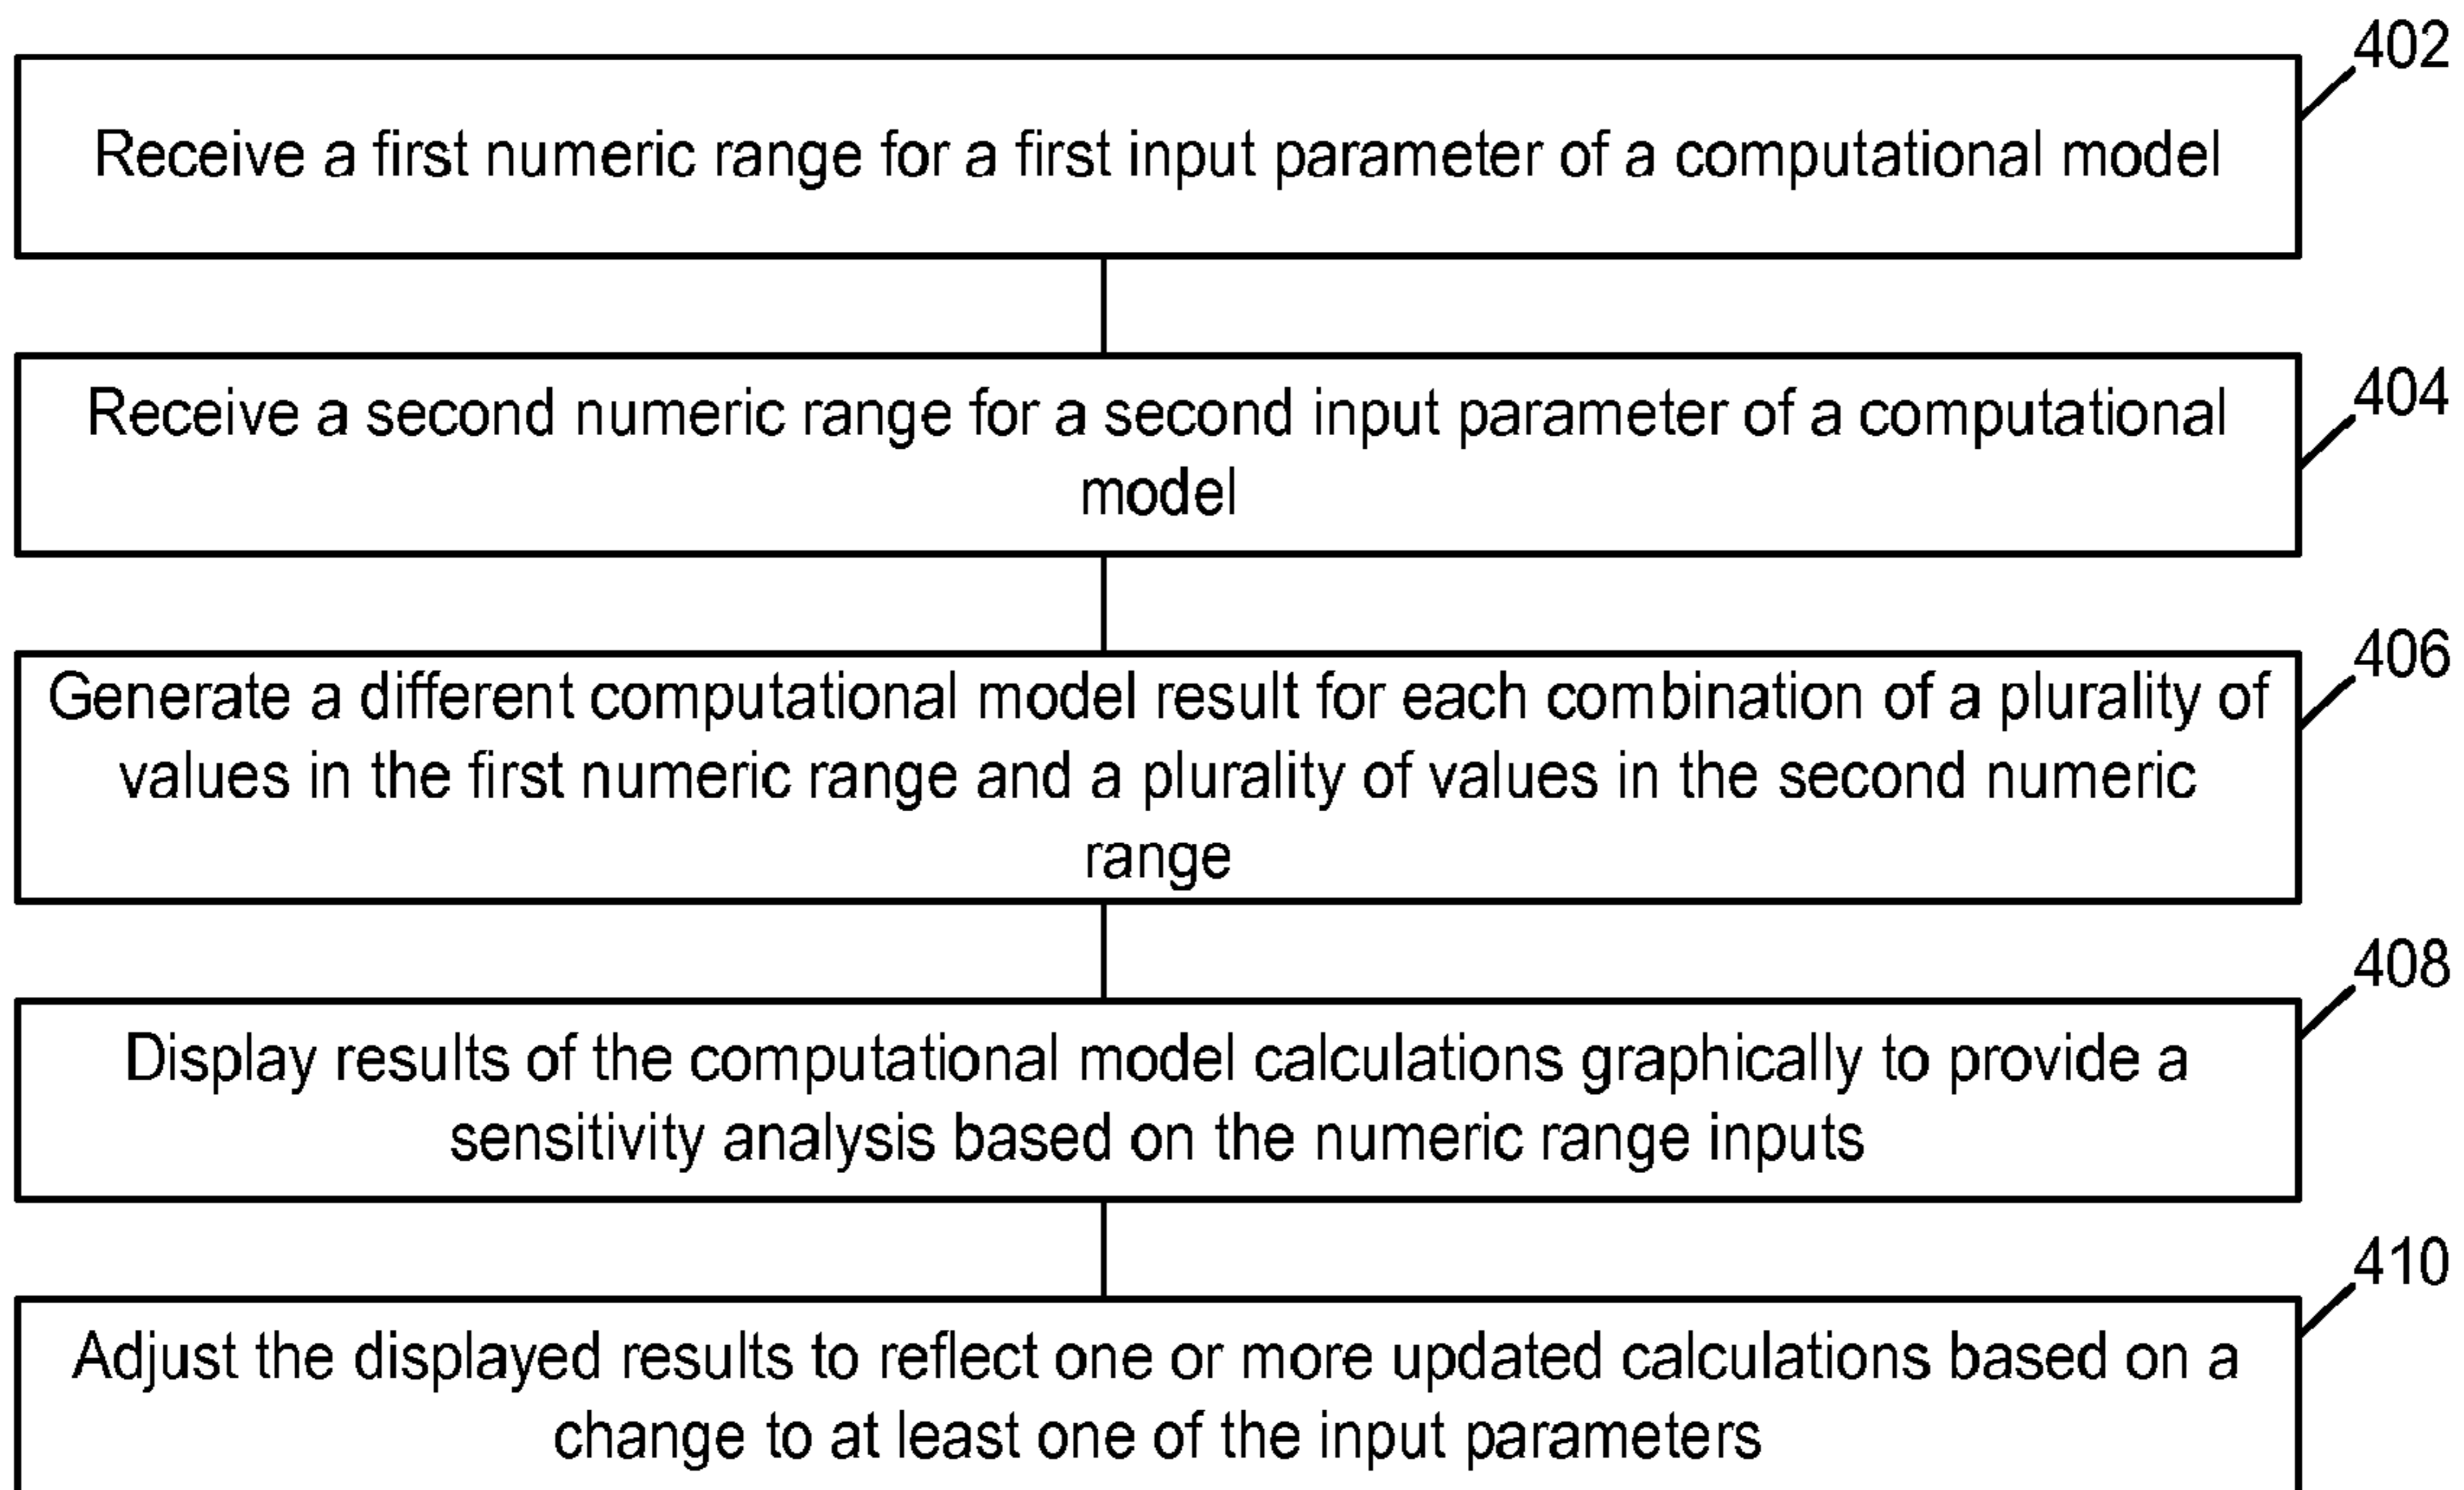 402
Receive a first numeric range for a first input parameter of a computational model
404
Receive a second numeric range for a second input parameter of a computational
model
406
Generate a different computational model result for each combination of a plurality of
values in the first numeric range and a plurality of values in the second numeric
range
408
Display results of the computational model calculations graphically to provide a
sensitivity analysis based on the numeric range inputs
410
Adjust the displayed results to reflect one or more updated calculations based on a
change to at least one of the input parameters